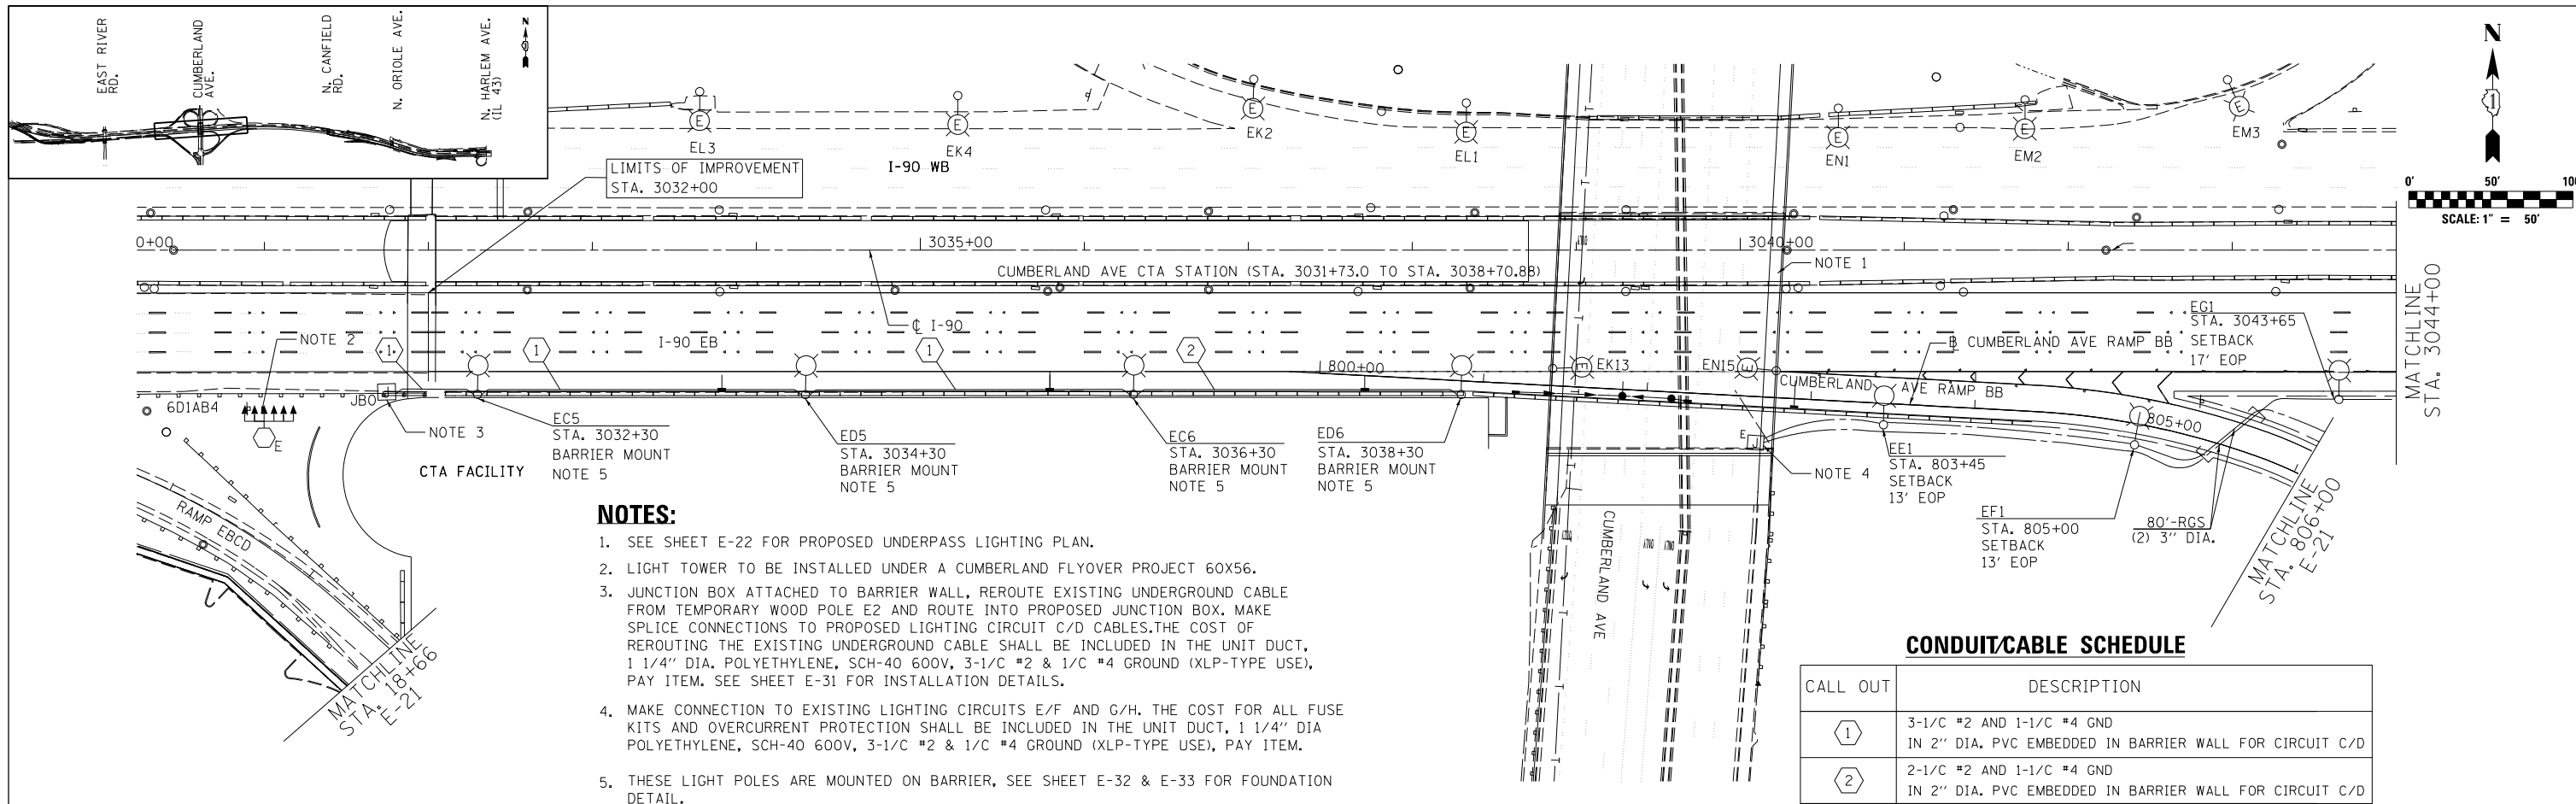 EAST RIVER
RD.
CUMBERLAND
AVE.
N. CANFIELD
RD.
N. ORIOLE AVE.
N. HARLEM AVE.
(IL 43)
N
E
EL3
E
EK4
E
EK2
E
EL1
E
EN1
E
EM2
E
EM3
N
0' 50' 100
SCALE: 1" = 50'
LIMITS OF IMPROVEMENT
STA. 3032+00
I-90 WB
0+00
3035+00
3040+00
CUMBERLAND AVE CTA STATION (STA. 3031+73.0 TO STA. 3038+70.88)
NOTE 1
MATCHLINE
STA. 3044+00
℄ I-90
NOTE 2
1
1
I-90 EB
1
2
EG1
STA. 3043+65
SETBACK
17' EOP
B CUMBERLAND AVE RAMP BB
800+00
E
EK13
EN15
E
CUMBERLAND AVE RAMP BB
805+00
6D1AB4
E
JBO
NOTE 3
CTA FACILITY
EC5
STA. 3032+30
BARRIER MOUNT
NOTE 5
ED5
STA. 3034+30
BARRIER MOUNT
NOTE 5
EC6
STA. 3036+30
BARRIER MOUNT
NOTE 5
ED6
STA. 3038+30
BARRIER MOUNT
NOTE 5
E
J
NOTE 4
EE1
STA. 803+45
SETBACK
13' EOP
EF1
STA. 805+00
SETBACK
13' EOP
80'-RGS
(2) 3'' DIA.
MATCHLINE
STA. 806+00
E-21
RAMP EBCD
MATCHLINE
STA. 18+66
E-21
CUMBERLAND AVE
T
T
T
T
T
T
NOTES:
1. SEE SHEET E-22 FOR PROPOSED UNDERPASS LIGHTING PLAN.
2. LIGHT TOWER TO BE INSTALLED UNDER A CUMBERLAND FLYOVER PROJECT 60X56.
3. JUNCTION BOX ATTACHED TO BARRIER WALL, REROUTE EXISTING UNDERGROUND CABLE
FROM TEMPORARY WOOD POLE E2 AND ROUTE INTO PROPOSED JUNCTION BOX. MAKE
SPLICE CONNECTIONS TO PROPOSED LIGHTING CIRCUIT C/D CABLES.THE COST OF
REROUTING THE EXISTING UNDERGROUND CABLE SHALL BE INCLUDED IN THE UNIT DUCT,
1 1/4'' DIA. POLYETHYLENE, SCH-40 600V, 3-1/C #2 & 1/C #4 GROUND (XLP-TYPE USE),
PAY ITEM. SEE SHEET E-31 FOR INSTALLATION DETAILS.
4. MAKE CONNECTION TO EXISTING LIGHTING CIRCUITS E/F AND G/H. THE COST FOR ALL FUSE
KITS AND OVERCURRENT PROTECTION SHALL BE INCLUDED IN THE UNIT DUCT, 1 1/4'' DIA
POLYETHYLENE, SCH-40 600V, 3-1/C #2 & 1/C #4 GROUND (XLP-TYPE USE), PAY ITEM.
5. THESE LIGHT POLES ARE MOUNTED ON BARRIER, SEE SHEET E-32 & E-33 FOR FOUNDATION
DETAIL.
CONDUIT/CABLE SCHEDULE
CALL OUT DESCRIPTION
1 3-1/C #2 AND 1-1/C #4 GND
IN 2'' DIA. PVC EMBEDDED IN BARRIER WALL FOR CIRCUIT C/D
2 2-1/C #2 AND 1-1/C #4 GND
IN 2'' DIA. PVC EMBEDDED IN BARRIER WALL FOR CIRCUIT C/D